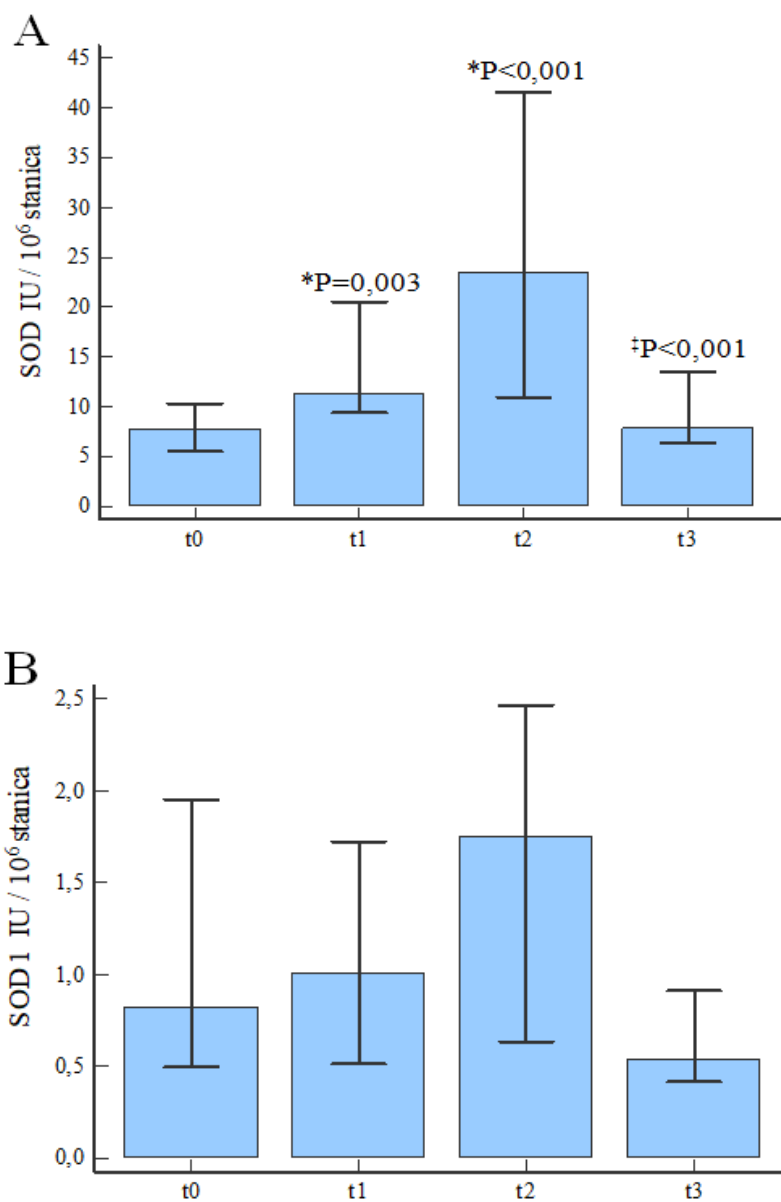 A
45
40
35
30
25
20
15
10
5
0
SOD IU / 10⁶ stanica
*P=0,003
*P<0,001
‡P<0,001
t0 t1 t2 t3
B
2,5
2,0
1,5
1,0
0,5
0,0
SOD1 IU / 10⁶ stanica
t0 t1 t2 t3